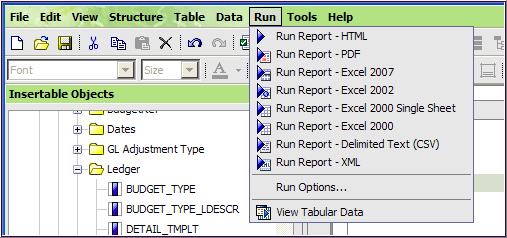 File Edit View Structure Table Data Run Tools Help
Font Size A
Insertable Objects
BudgetRef
Dates
GL Adjustment Type
Ledger
BUDGET_TYPE
BUDGET_TYPE_LDESCR
DETAIL_TMPLT
Run Report - HTML
Run Report - PDF
Run Report - Excel 2007
Run Report - Excel 2002
Run Report - Excel 2000 Single Sheet
Run Report - Excel 2000
Run Report - Delimited Text (CSV)
Run Report - XML
Run Options...
View Tabular Data